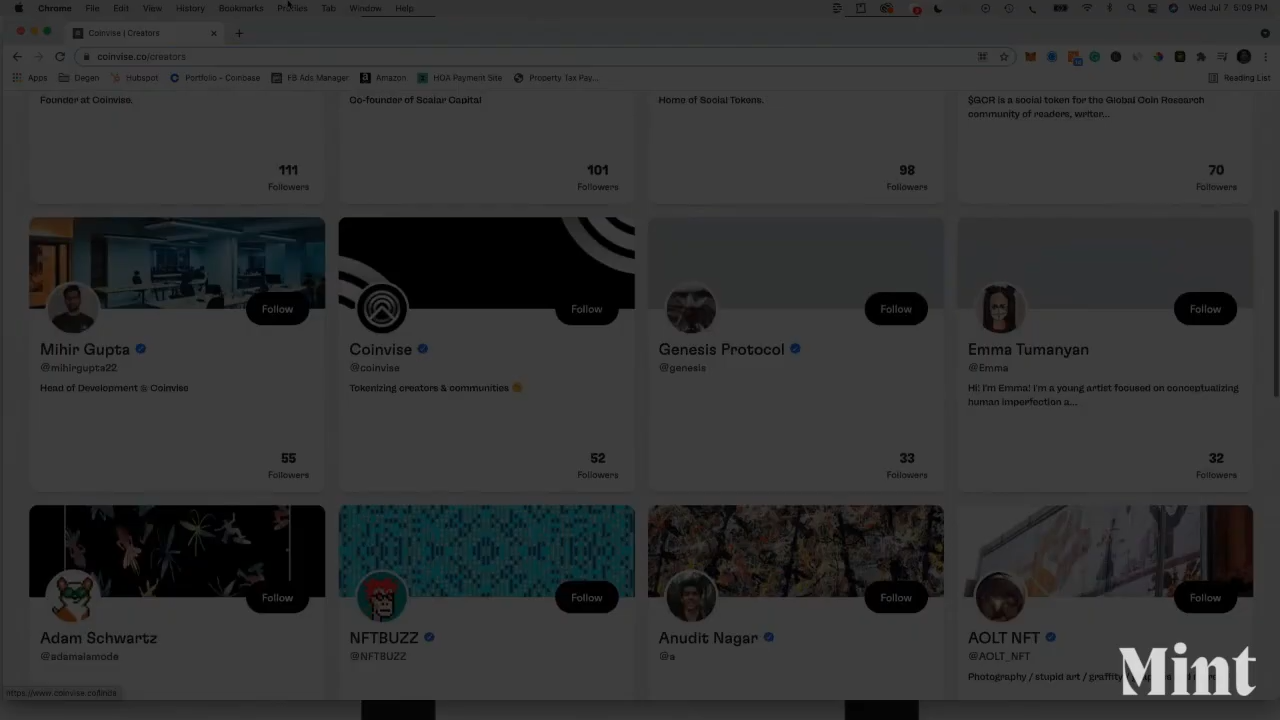 Chrome File Edit View History Bookmarks Profiles Tab Window Help Wed Jul 7 5:09 PM
Coinvise | Creators
coinvise.co/creators
Apps Degen Hubspot Portfolio - Coinbase FB Ads Manager Amazon HOA Payment Site Property Tax Pay... Reading List
Founder at Coinvise. Co-founder of Scalar Capital Home of Social Tokens. $GCR is a social token for the Global Coin Research
community of readers, writer...
111 101 98 70
Followers Followers Followers Followers
Follow Follow Follow Follow
Mihir Gupta Coinvise Genesis Protocol Emma Tumanyan
@mihirgupta22 @coinvise @genesis @Emma
Head of Development @ Coinvise Tokenizing creators & communities Hi! I'm Emma! I'm a young artist focused on conceptualizing
human imperfection a...
55 52 33 32
Followers Followers Followers Followers
Follow Follow Follow Follow
Adam Schwartz NFTBUZZ Anudit Nagar AOLT NFT
@adamalamode @NFTBUZZ @a @AOLT_NFT
Photography / stupid art / graffity /
Mint